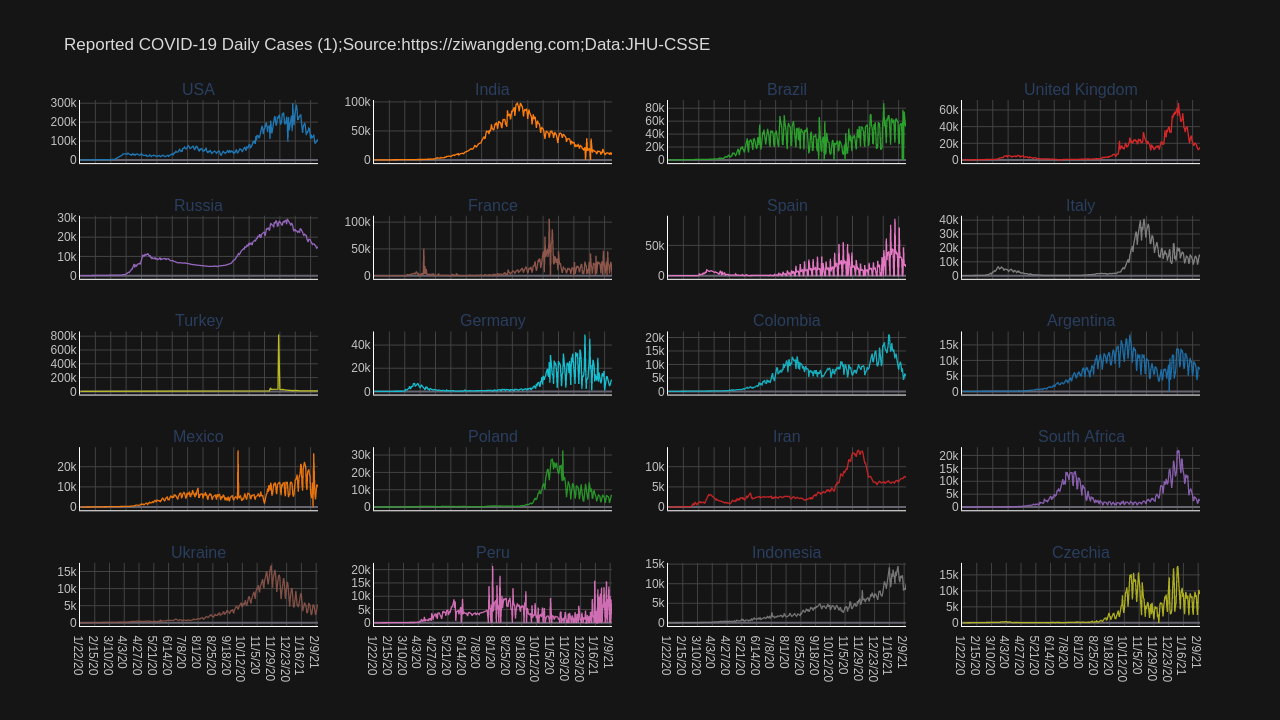 Reported COVID-19 Daily Cases (1);Source:https://ziwangdeng.com;Data:JHU-CSSE
USA India Brazil United Kingdom
300k 200k 100k 0
100k 50k 0
80k 60k 40k 20k 0
60k 40k 20k 0
Russia France Spain Italy
30k 20k 10k 0
100k 50k 0
50k 0
40k 30k 20k 10k 0
Turkey Germany Colombia Argentina
800k 600k 400k 200k 0
40k 20k 0
20k 15k 10k 5k 0
15k 10k 5k 0
Mexico Poland Iran South Africa
20k 10k 0
30k 20k 10k 0
10k 5k 0
20k 15k 10k 5k 0
Ukraine Peru Indonesia Czechia
15k 10k 5k 0
20k 15k 10k 5k 0
15k 10k 5k 0
15k 10k 5k 0
1/22/20 2/15/20 3/10/20 4/3/20 4/27/20 5/21/20 6/14/20 7/8/20 8/1/20 8/25/20 9/18/20 10/12/20 11/5/20 11/29/20 12/23/20 1/16/21 2/9/21
1/22/20 2/15/20 3/10/20 4/3/20 4/27/20 5/21/20 6/14/20 7/8/20 8/1/20 8/25/20 9/18/20 10/12/20 11/5/20 11/29/20 12/23/20 1/16/21 2/9/21
1/22/20 2/15/20 3/10/20 4/3/20 4/27/20 5/21/20 6/14/20 7/8/20 8/1/20 8/25/20 9/18/20 10/12/20 11/5/20 11/29/20 12/23/20 1/16/21 2/9/21
1/22/20 2/15/20 3/10/20 4/3/20 4/27/20 5/21/20 6/14/20 7/8/20 8/1/20 8/25/20 9/18/20 10/12/20 11/5/20 11/29/20 12/23/20 1/16/21 2/9/21